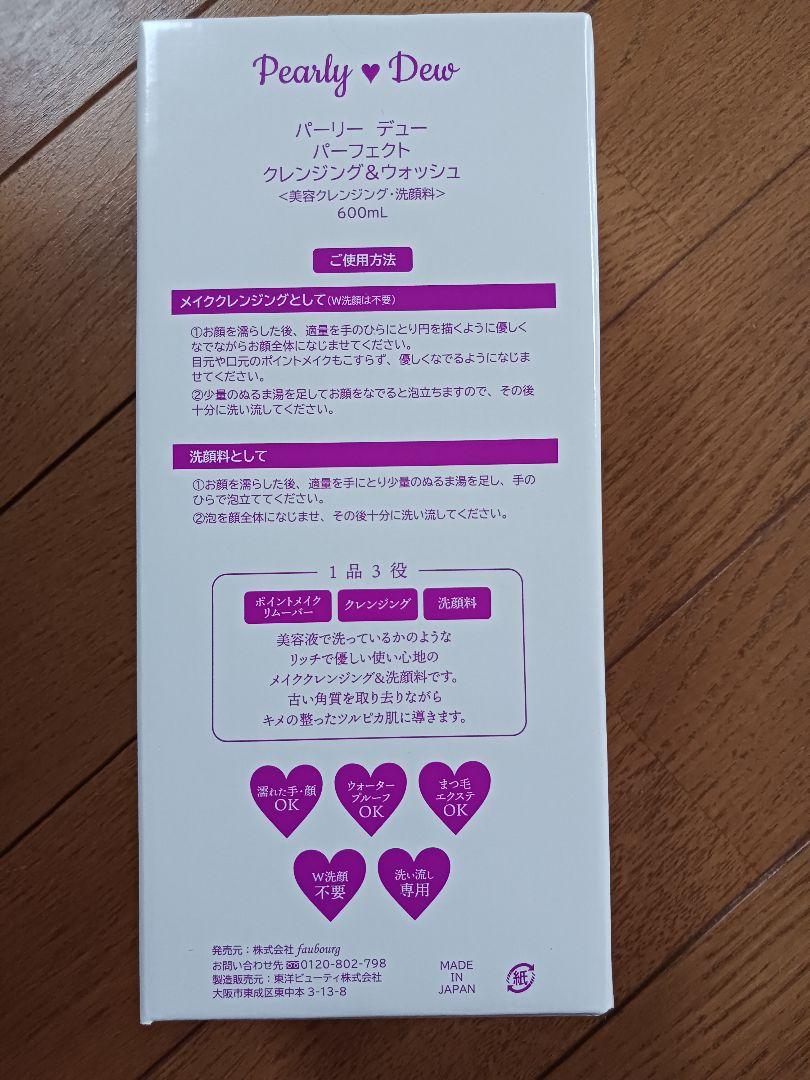 Pearly ♥ Dew
パーリー デュー
パーフェクト
クレンジング＆ウォッシュ
＜美容クレンジング・洗顔料＞
600mL
ご使用方法
メイククレンジングとして（W洗顔は不要）
①お顔を濡らした後、適量を手のひらにとり円を描くように優しく
なでながらお顔全体になじませてください。
目元や口元のポイントメイクもこすらず、優しくなでるようになじま
せてください。
②少量のぬるま湯を足してお顔をなでると泡立ちますので、その後
十分に洗い流してください。
洗顔料として
①お顔を濡らした後、適量を手にとり少量のぬるま湯を足し、手の
ひらで泡立ててください。
②泡を顔全体になじませ、その後十分に洗い流してください。
1品3役
ポイントメイク
リムーバー
クレンジング
洗顔料
美容液で洗っているかのような
リッチで優しい使い心地の
メイククレンジング&洗顔料です。
古い角質を取り去りながら
キメの整ったツルピカ肌に導きます。
濡れた手・顔
OK
ウォーター
プルーフ
OK
まつ毛
エクステ
OK
W洗顔
不要
洗い流し
専用
発売元：株式会社 faubourg
お問い合わせ先 0120-802-798
製造販売元：東洋ビューティ株式会社
大阪市東成区東中本 3-13-8
MADE
IN
JAPAN
紙